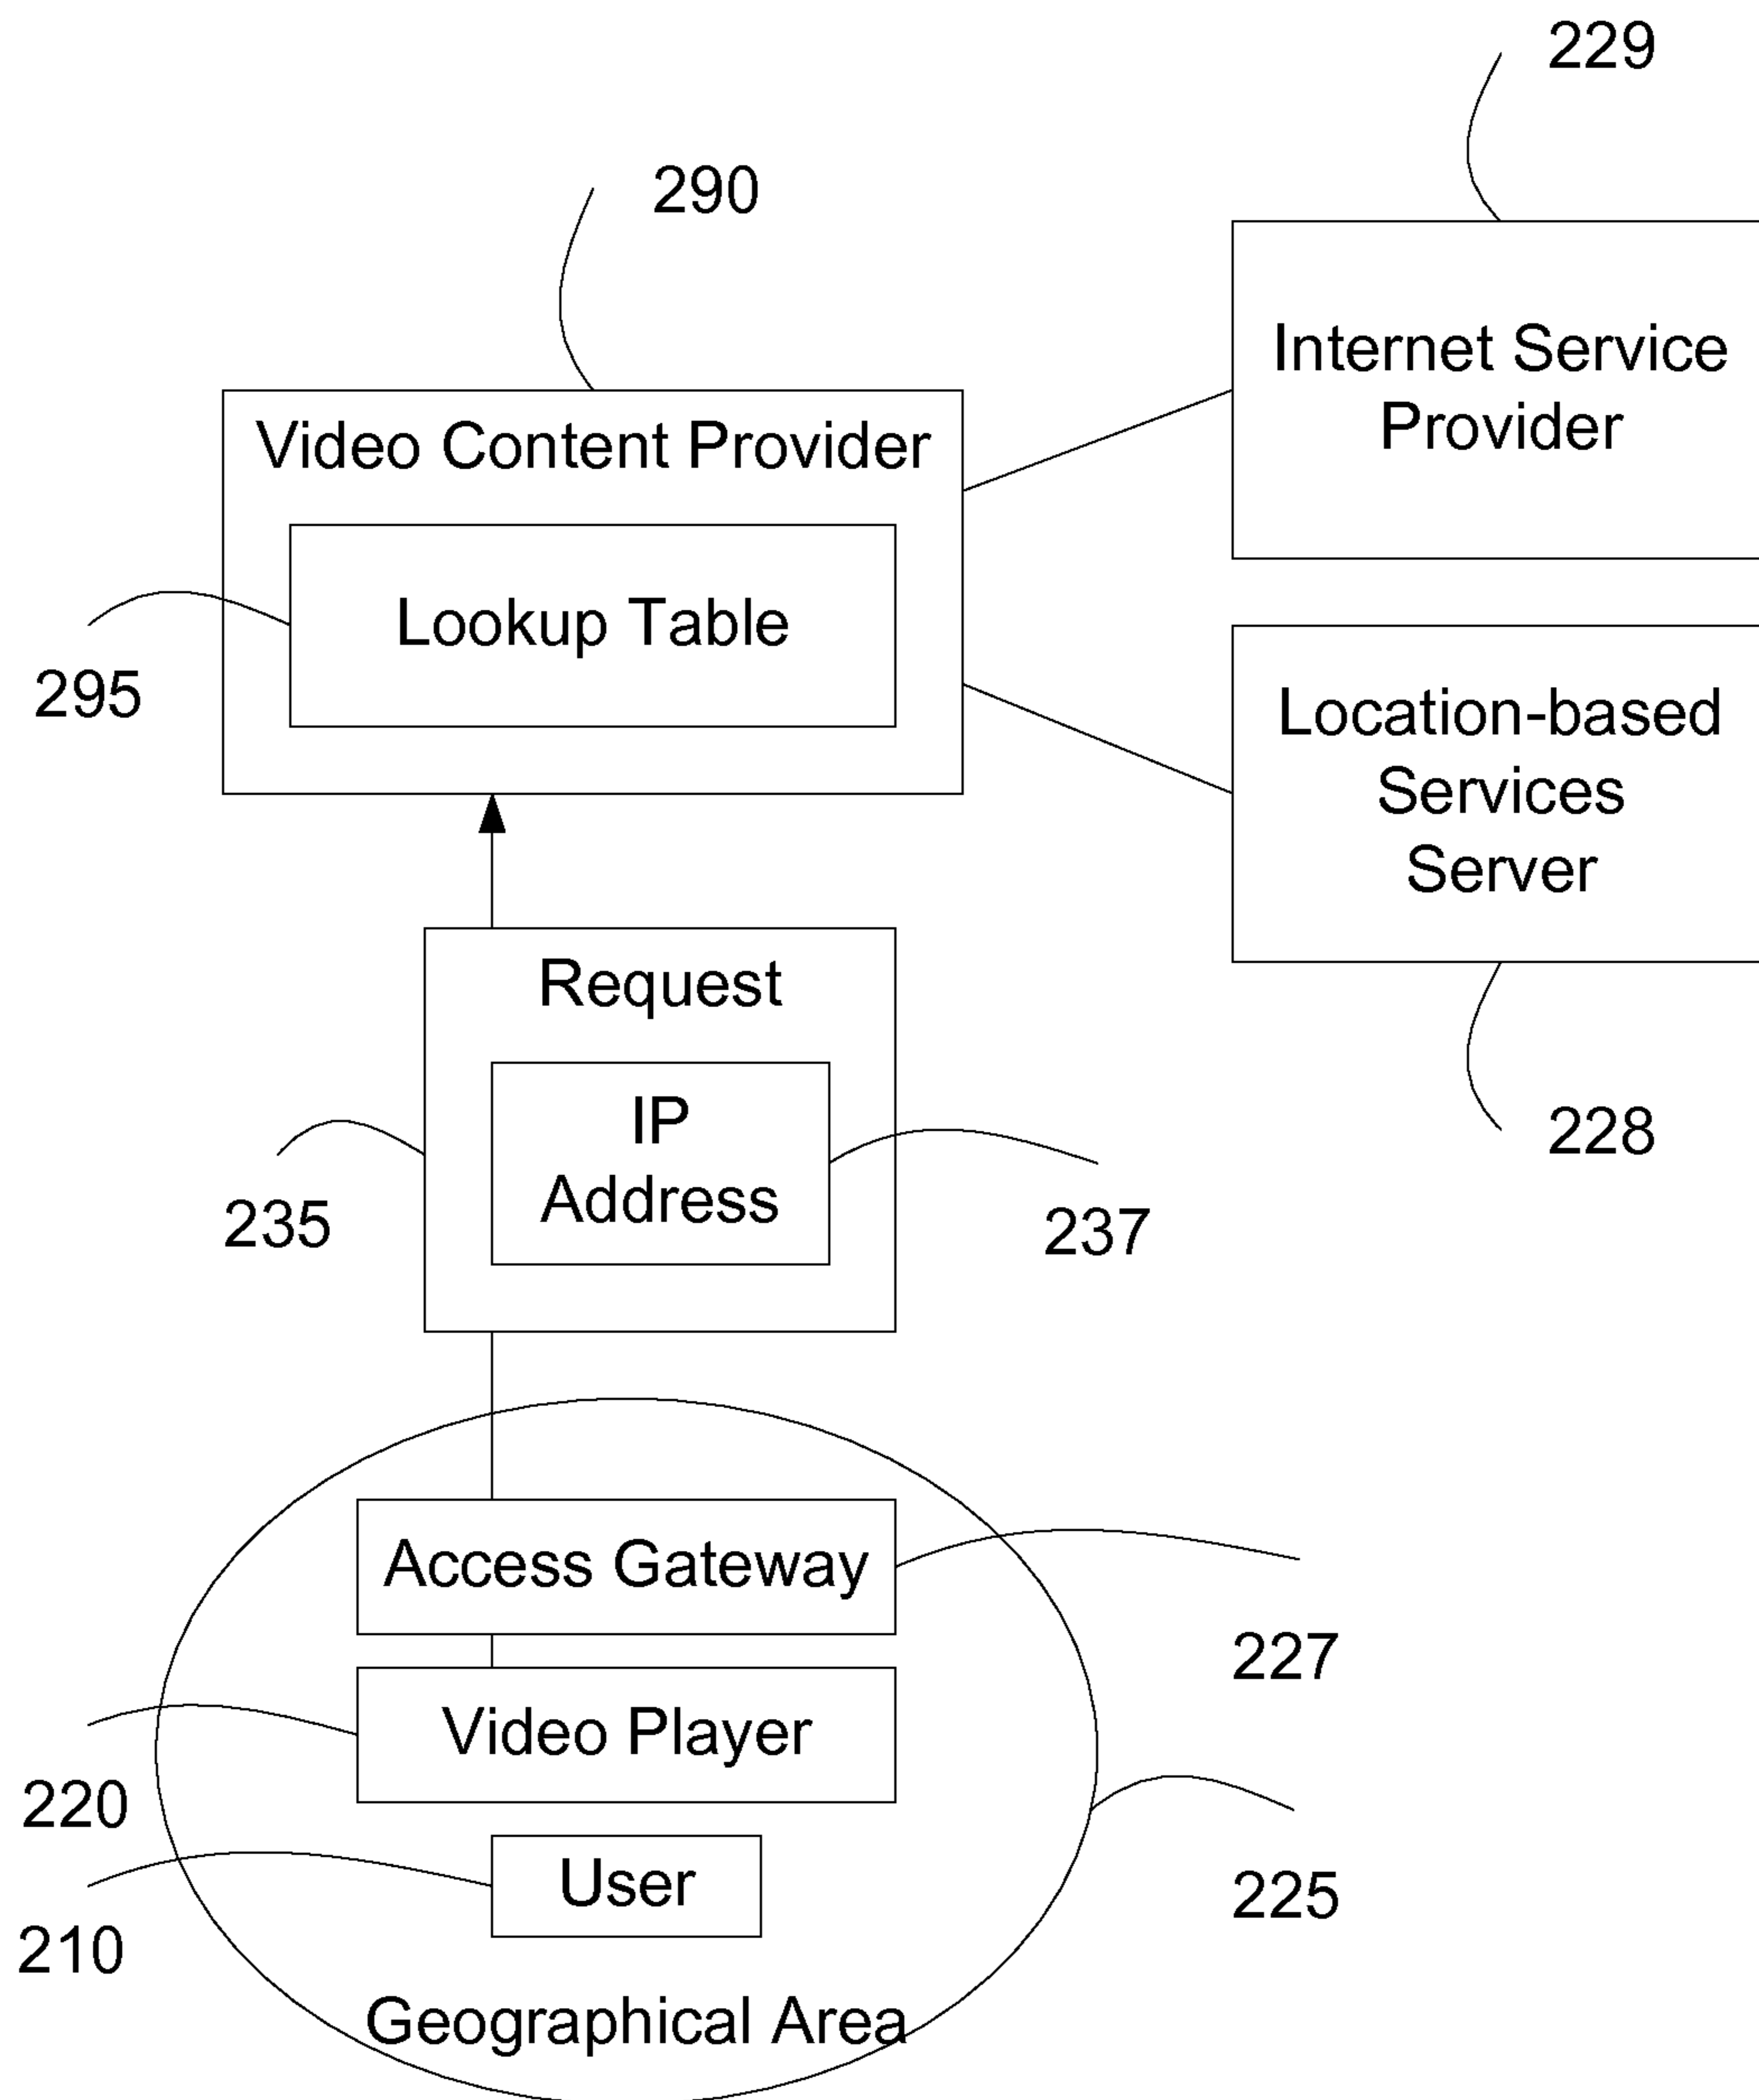 229
290
Internet Service
Provider
Video Content Provider
Lookup Table
295
Location-based
Services
Server
Request
IP
Address
228
235
237
Access Gateway
227
Video Player
220
225
User
210
Geographical Area